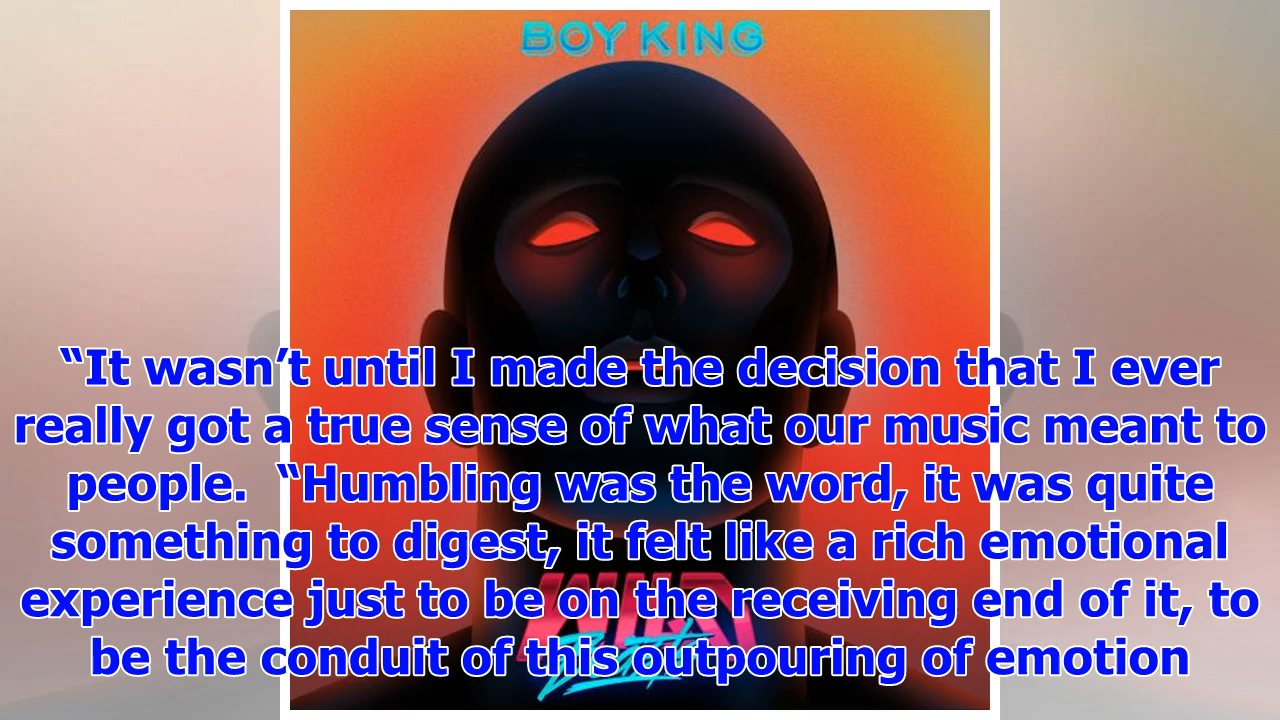 BOY KING
“It wasn’t until I made the decision that I ever
really got a true sense of what our music meant to
people.  “Humbling was the word, it was quite
something to digest, it felt like a rich emotional
experience just to be on the receiving end of it, to
be the conduit of this outpouring of emotion
WILD
Beasts